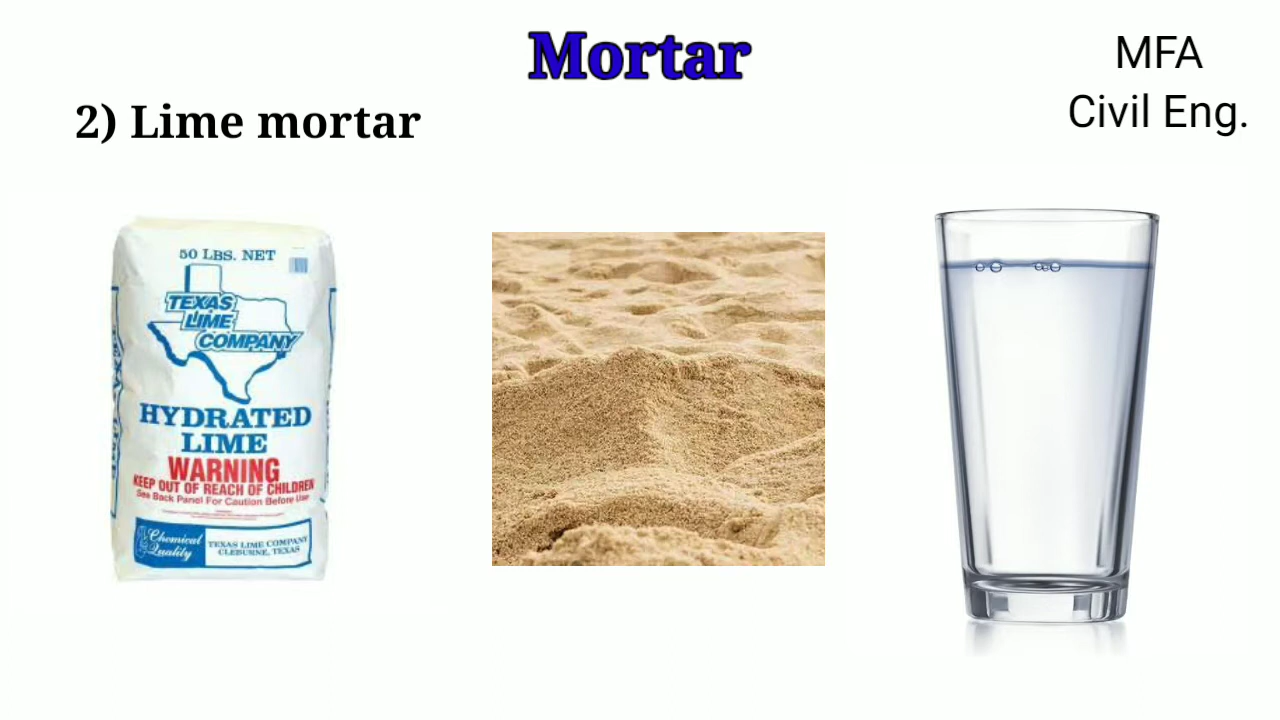 Mortar
MFA
Civil Eng.
2) Lime mortar
50 LBS. NET
TEXAS
LIME
COMPANY
HYDRATED
LIME
WARNING
KEEP OUT OF REACH OF CHILDREN
See Back Panel For Caution Before Use
Chemical
Quality
TEXAS LIME COMPANY
CLEBURNE, TEXAS